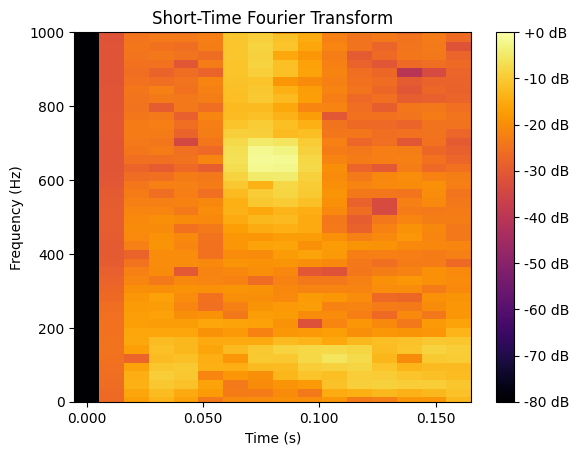 Short-Time Fourier Transform
1000
800
600
400
200
0
Frequency (Hz)
0.000
0.050
0.100
0.150
Time (s)
+0 dB
-10 dB
-20 dB
-30 dB
-40 dB
-50 dB
-60 dB
-70 dB
-80 dB